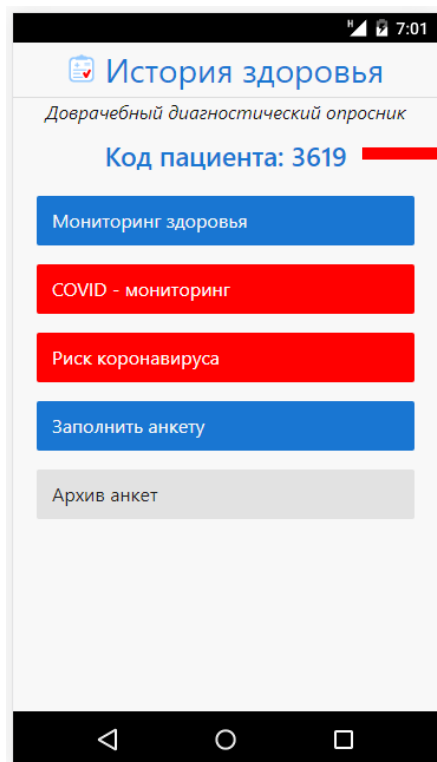 H 7:01
История здоровья
Доврачебный диагностический опросник
Код пациента: 3619
Мониторинг здоровья
COVID - мониторинг
Риск коронавируса
Заполнить анкету
Архив анкет